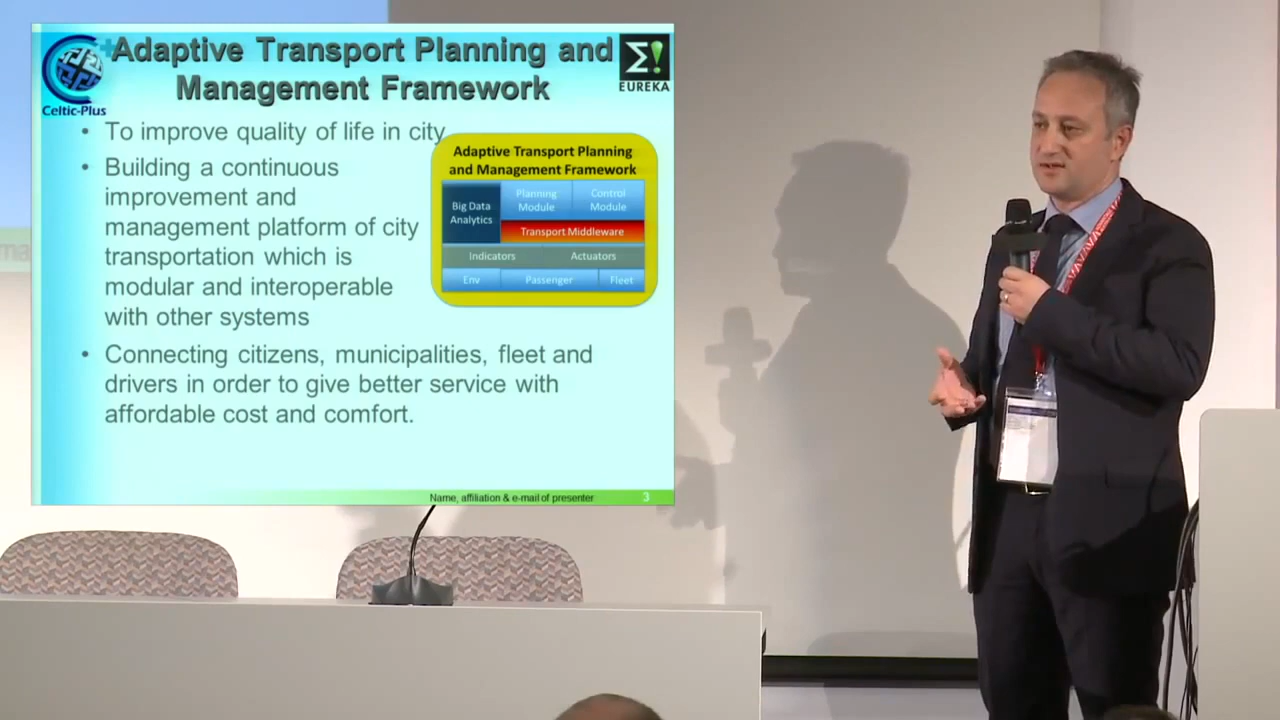 Adaptive Transport Planning and
Management Framework
Celtic-Plus
Σ!
EUREKA
• To improve quality of life in city
• Building a continuous
improvement and
management platform of city
transportation which is
modular and interoperable
with other systems
• Connecting citizens, municipalities, fleet and
drivers in order to give better service with
affordable cost and comfort.
Adaptive Transport Planning
and Management Framework
Big Data
Analytics
Planning
Module
Control
Module
Transport Middleware
Indicators
Actuators
Env
Passenger
Fleet
Name, affiliation & e-mail of presenter
3